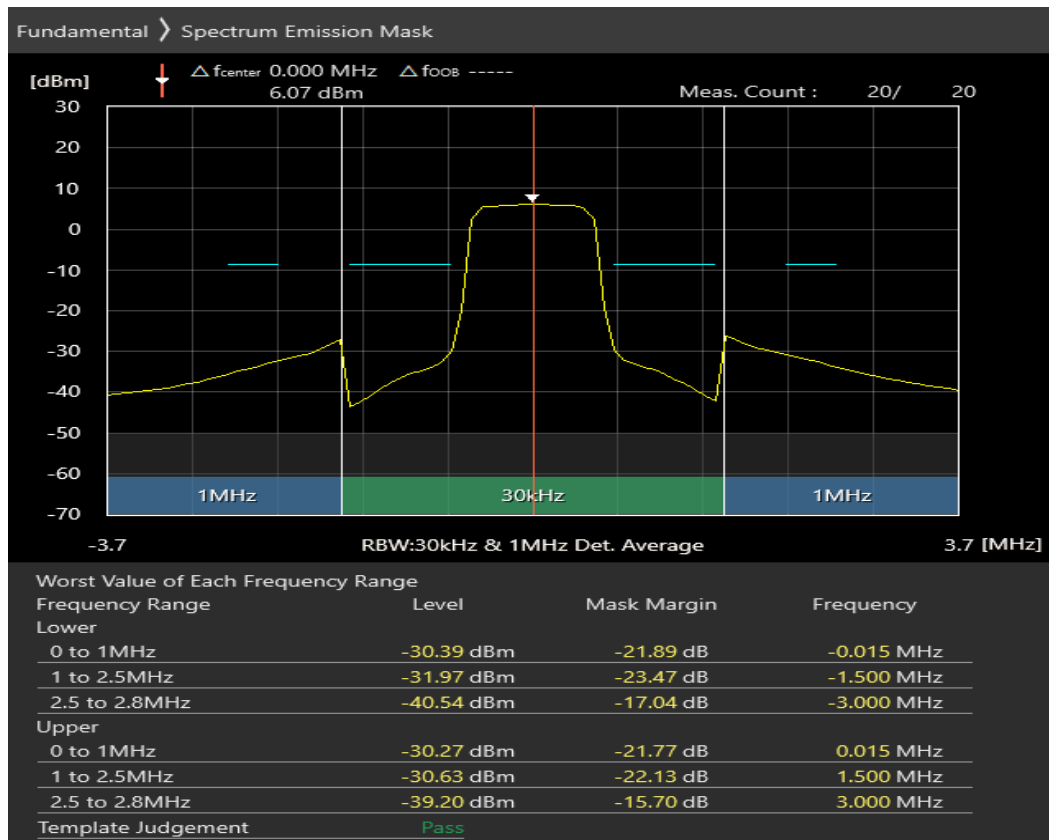 Fundamental 〉 Spectrum Emission Mask
[dBm] △ fcenter 0.000 MHz △ fOOB -----
6.07 dBm Meas. Count : 20/ 20
30
20
10
0
-10
-20
-30
-40
-50
-60
1MHz 30kHz 1MHz
-70
-3.7 RBW:30kHz & 1MHz Det. Average 3.7 [MHz]
Worst Value of Each Frequency Range
Frequency Range Level Mask Margin Frequency
Lower
0 to 1MHz -30.39 dBm -21.89 dB -0.015 MHz
1 to 2.5MHz -31.97 dBm -23.47 dB -1.500 MHz
2.5 to 2.8MHz -40.54 dBm -17.04 dB -3.000 MHz
Upper
0 to 1MHz -30.27 dBm -21.77 dB 0.015 MHz
1 to 2.5MHz -30.63 dBm -22.13 dB 1.500 MHz
2.5 to 2.8MHz -39.20 dBm -15.70 dB 3.000 MHz
Template Judgement Pass